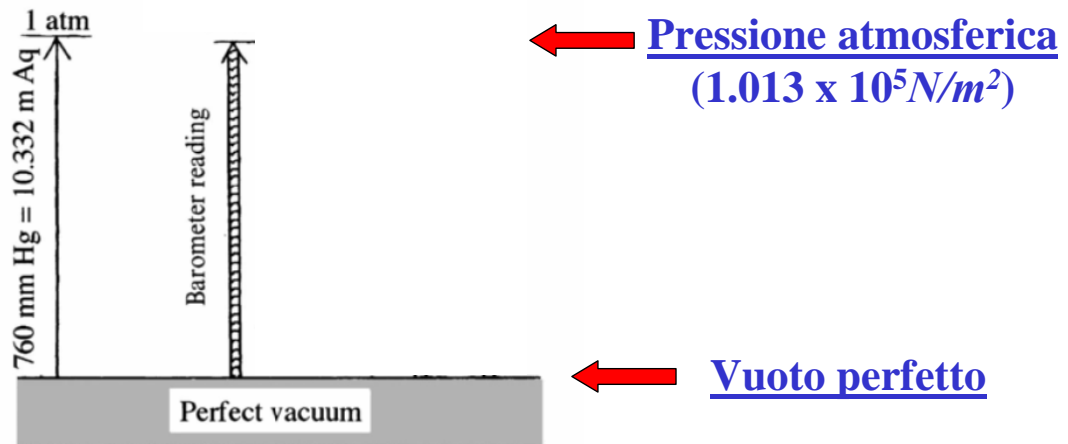 1 atm
760 mm Hg = 10.332 m Aq
Barometer reading
Pressione atmosferica
(1.013 x 10⁵N/m²)
Vuoto perfetto
Perfect vacuum